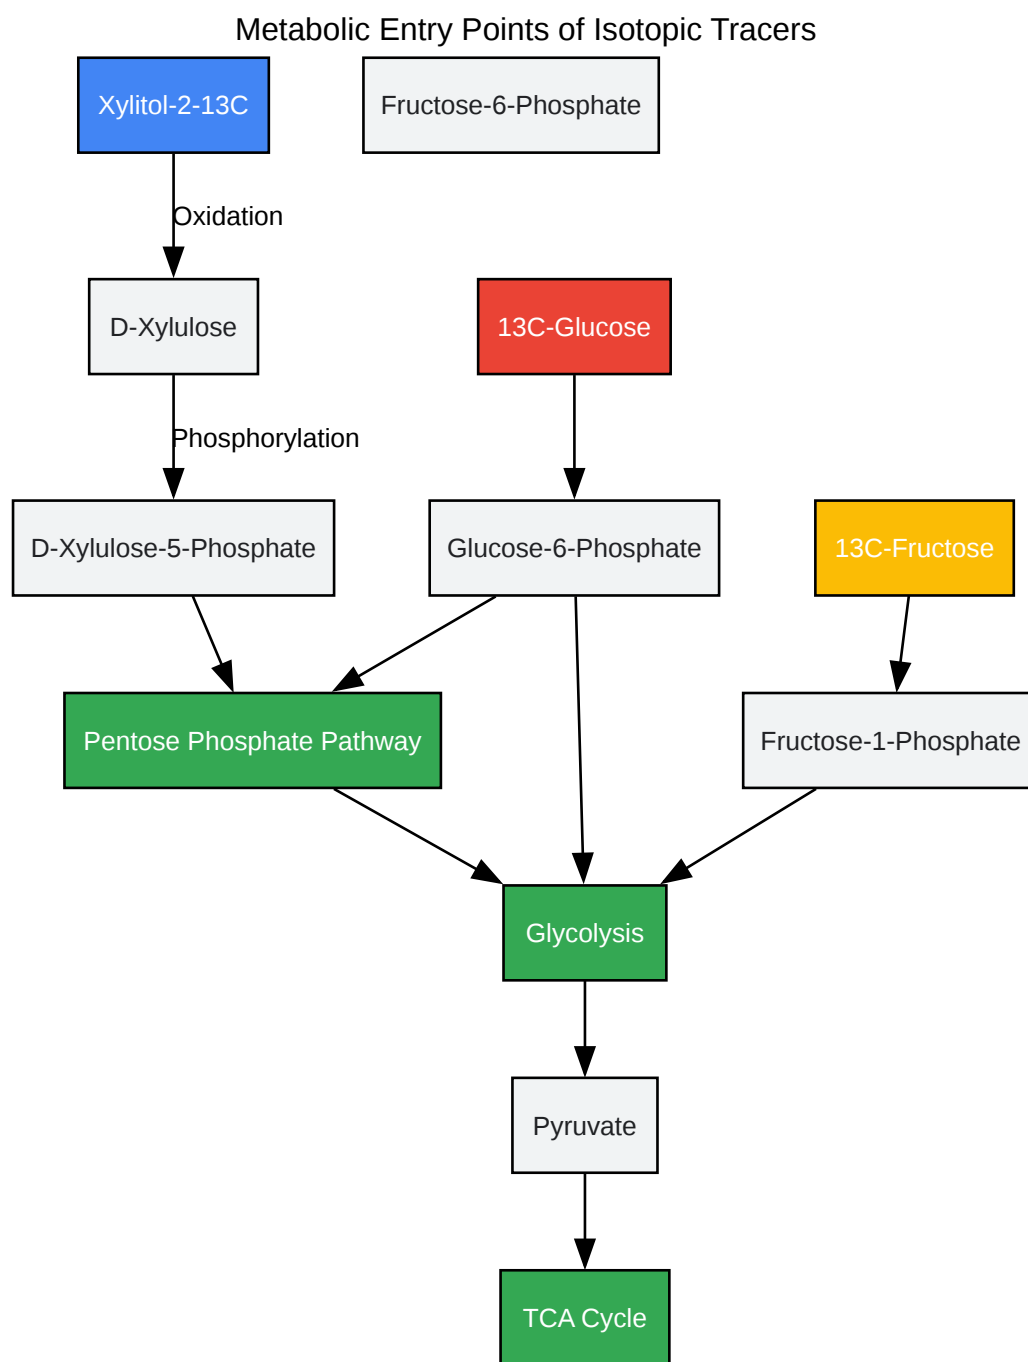 Metabolic Entry Points of Isotopic Tracers
Xylitol-2-13C
Fructose-6-Phosphate
Oxidation
D-Xylulose
13C-Glucose
Phosphorylation
D-Xylulose-5-Phosphate
Glucose-6-Phosphate
13C-Fructose
Pentose Phosphate Pathway
Fructose-1-Phosphate
Glycolysis
Pyruvate
TCA Cycle